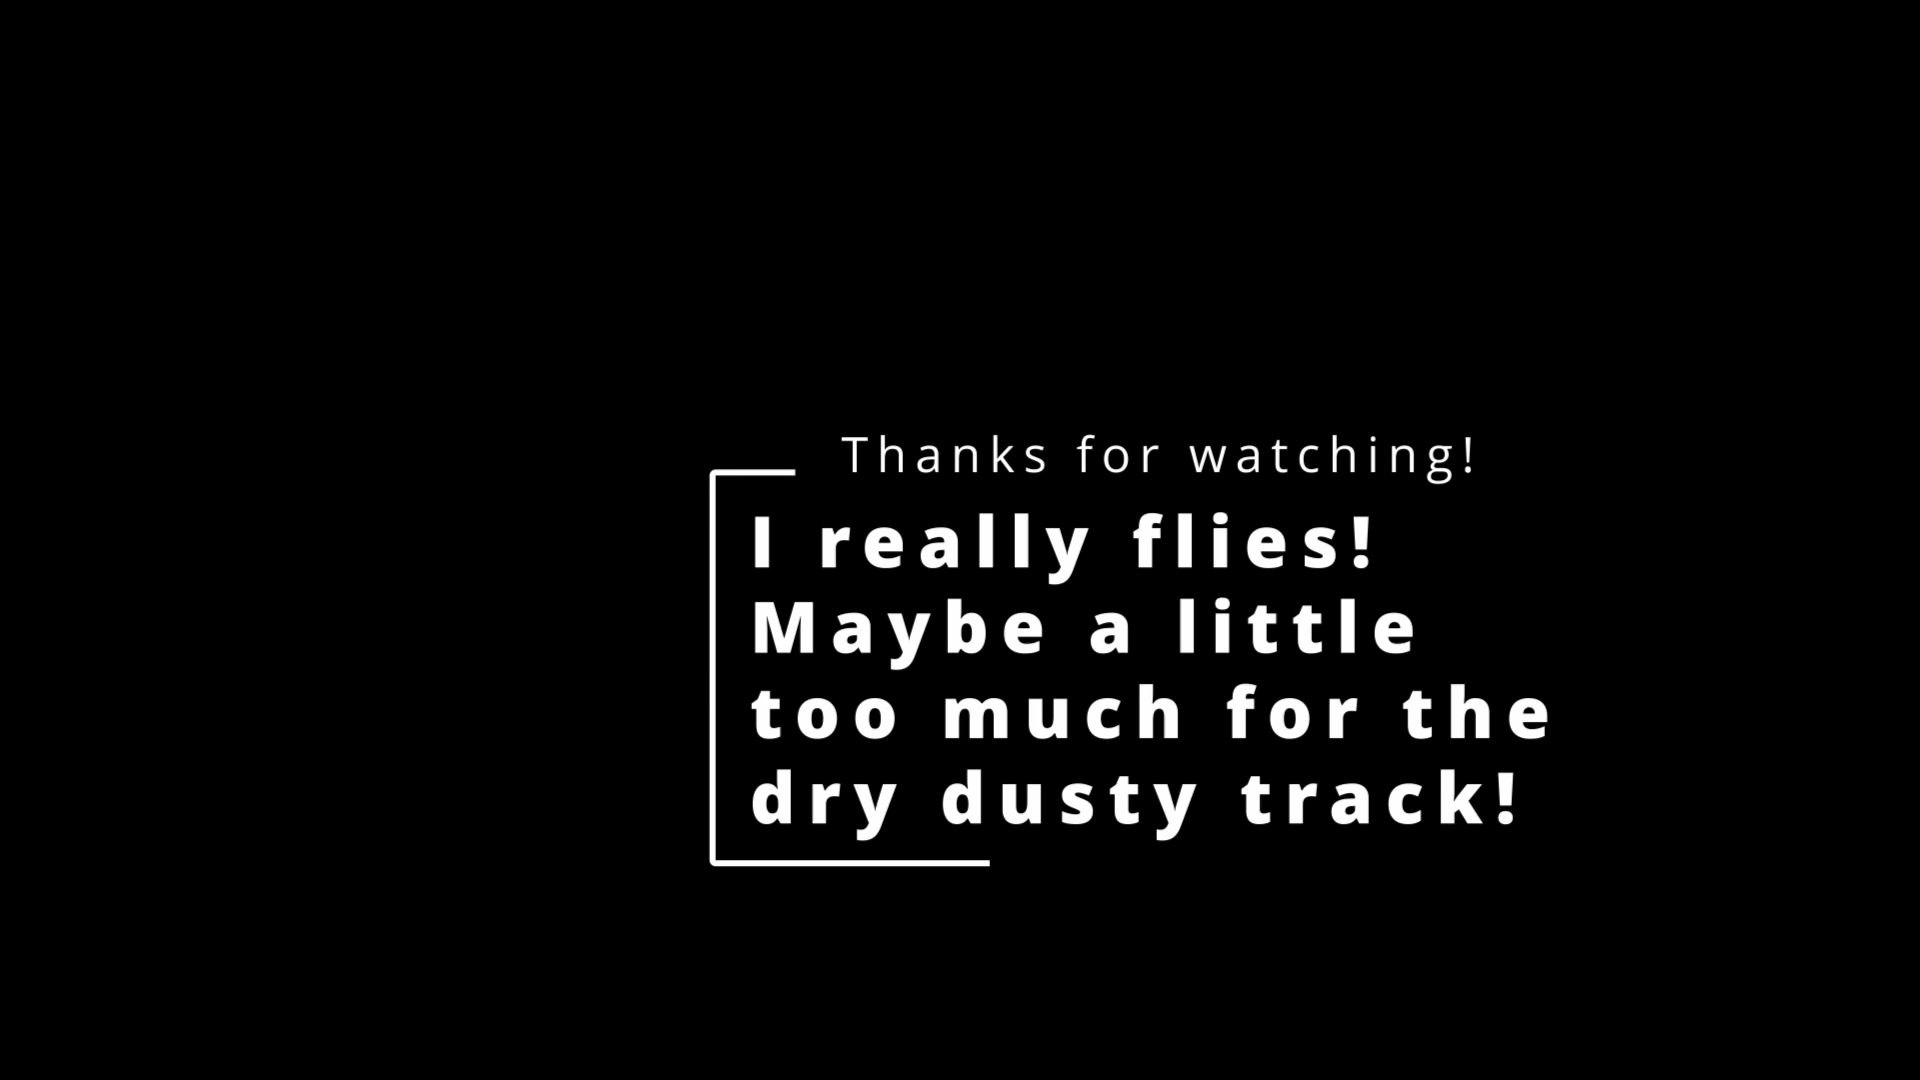 Thanks for watching!
I really flies!
Maybe a little
too much for the
dry dusty track!